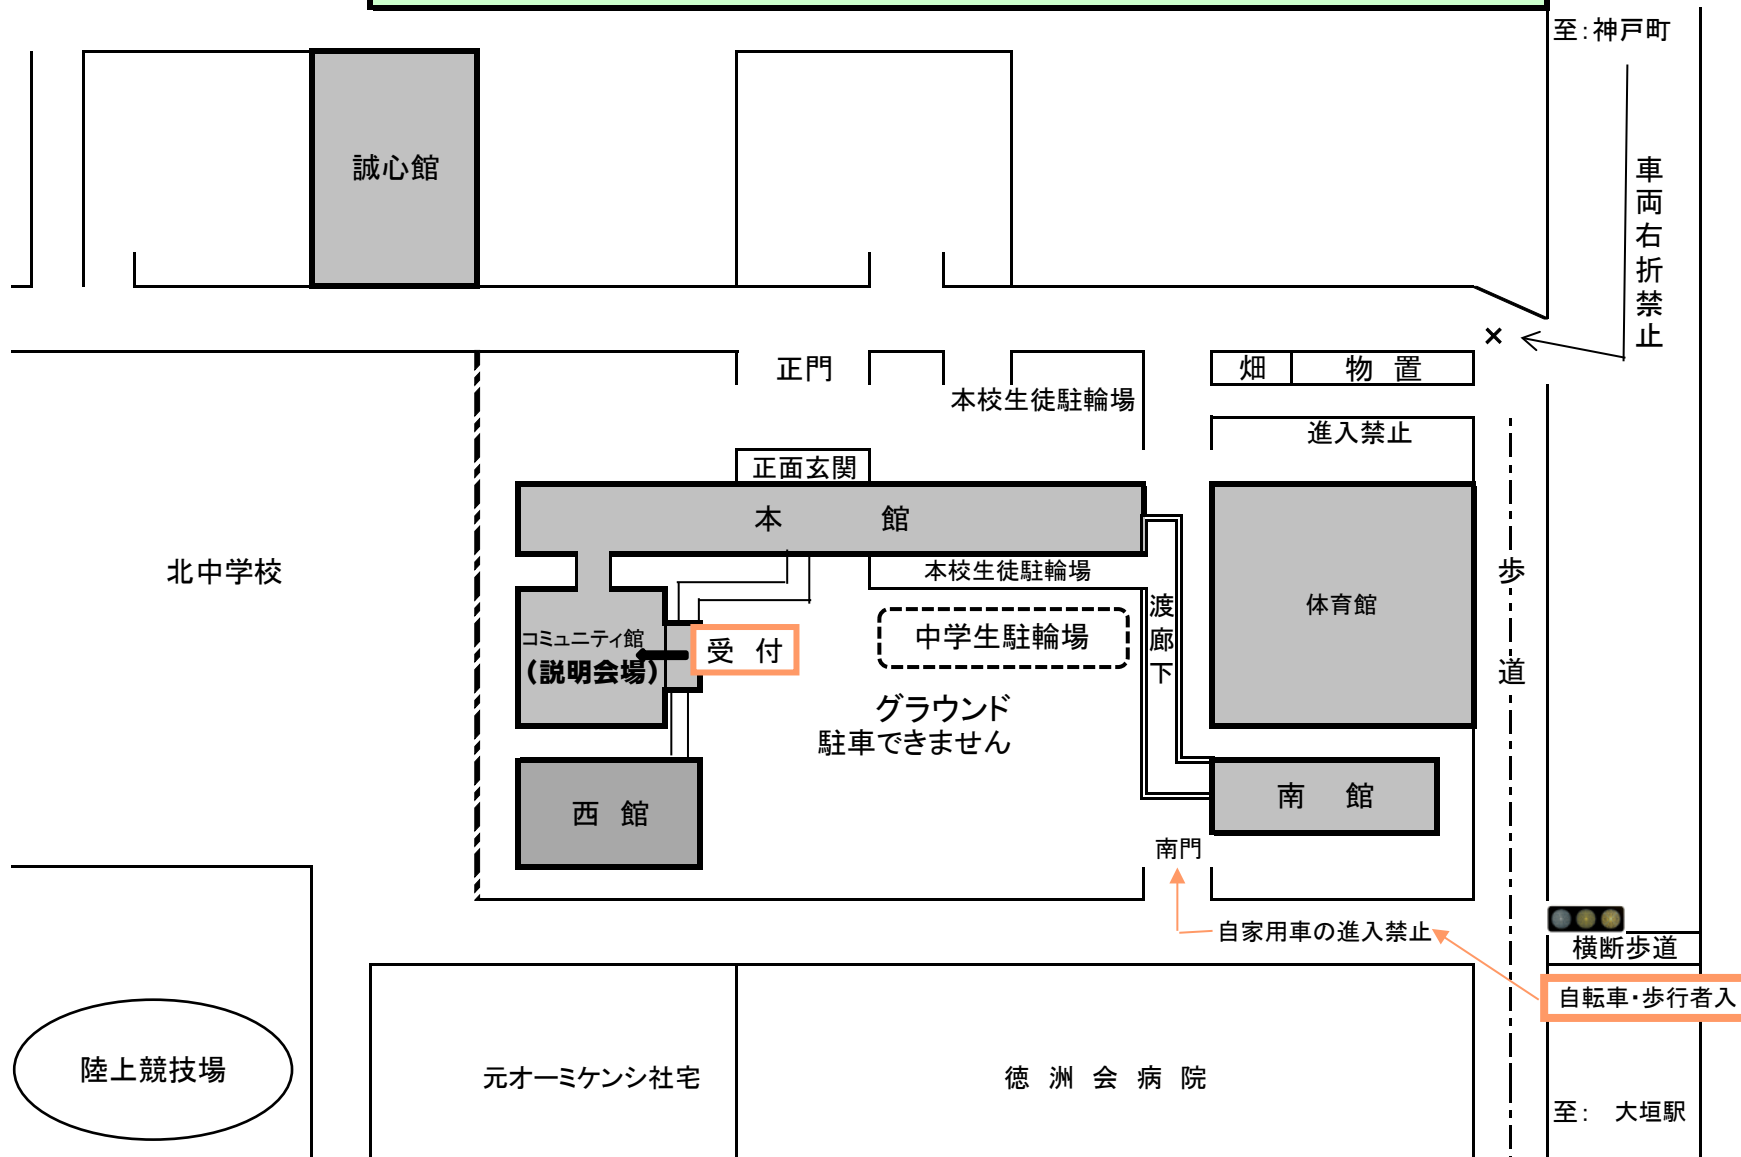 至:神戸町
車両右折禁止
誠心館
×
正門
畑
物 置
本校生徒駐輪場
進入禁止
正面玄関
本 館
北中学校
本校生徒駐輪場
歩道
体育館
渡廊下
コミュニティ館
(説明会場)
受 付
中学生駐輪場
グラウンド
駐車できません
西 館
南 館
南門
自家用車の進入禁止
横断歩道
自転車・歩行者入
陸上競技場
元オーミケンシ社宅
徳 洲 会 病 院
至: 大垣駅